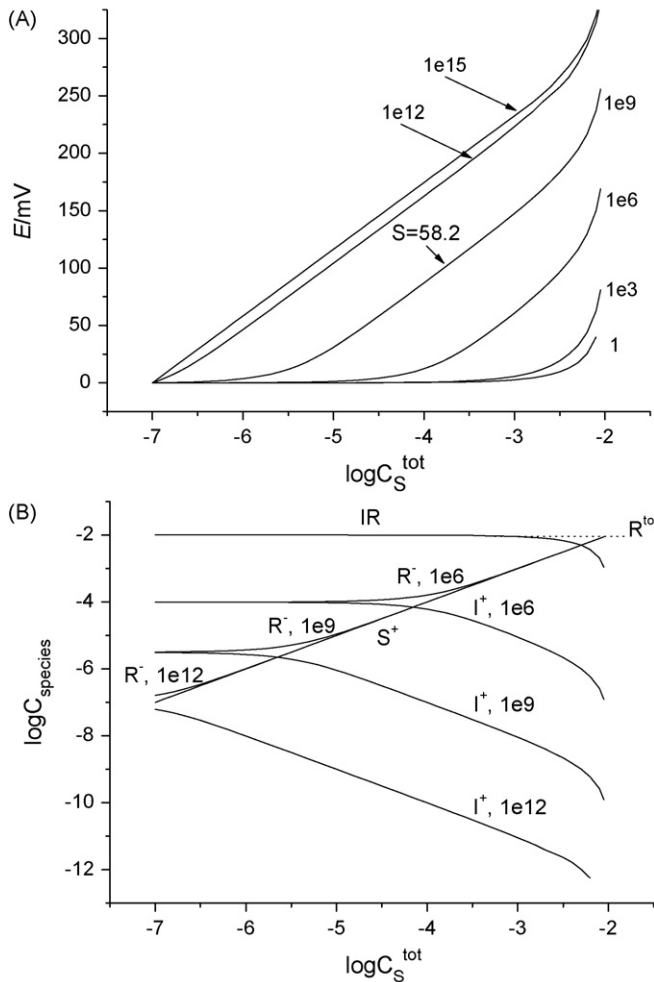 (A)
300
250
200
150
100
50
0
E/mV
1e15
1e12
1e9
1e6
1e3
1
S=58.2
-7 -6 -5 -4 -3 -2
logC_S^tot
(B)
-2
-4
-6
-8
-10
-12
logC_species
IR
R^to
R^-, 1e6
I^+, 1e6
R^-, 1e9
S^+
R^-, 1e12
I^+, 1e9
I^+, 1e12
-7 -6 -5 -4 -3 -2
logC_S^tot